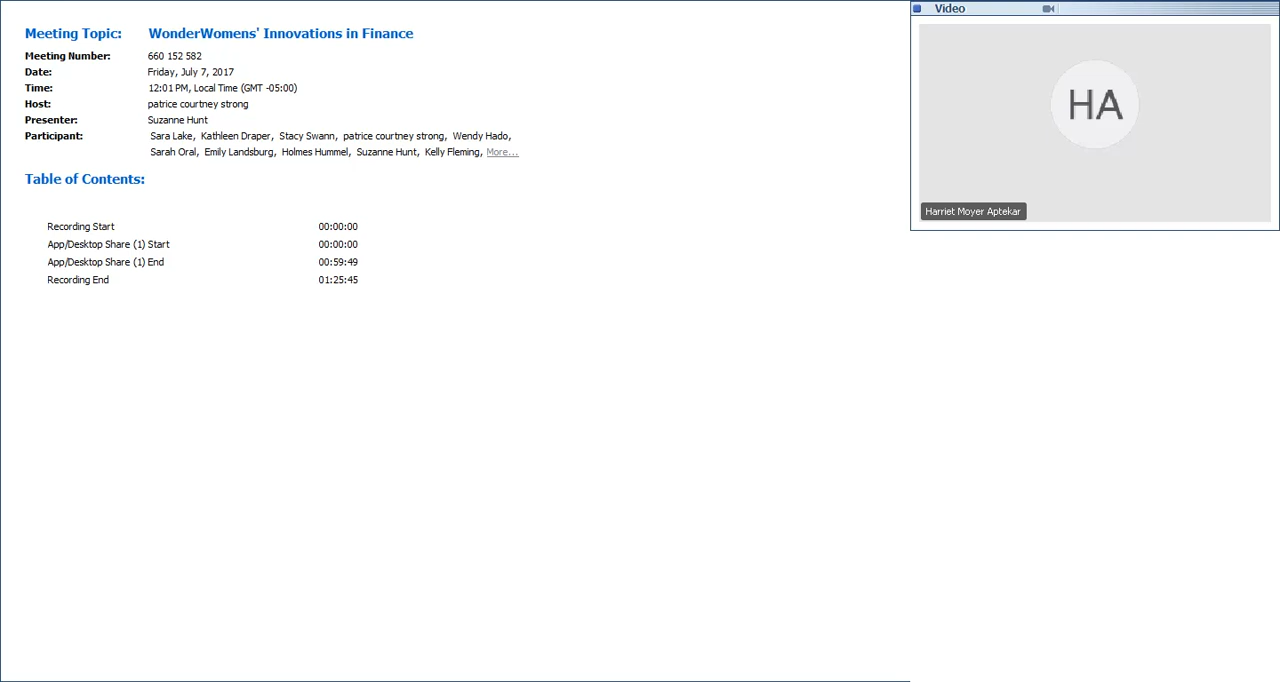 Meeting Topic: WonderWomens' Innovations in Finance
Meeting Number: 660 152 582
Date: Friday, July 7, 2017
Time: 12:01 PM, Local Time (GMT -05:00)
Host: patrice courtney strong
Presenter: Suzanne Hunt
Participant: Sara Lake, Kathleen Draper, Stacy Swann, patrice courtney strong, Wendy Hado,
Sarah Oral, Emily Landsburg, Holmes Hummel, Suzanne Hunt, Kelly Fleming, More...
Table of Contents:
Recording Start 00:00:00
App/Desktop Share (1) Start 00:00:00
App/Desktop Share (1) End 00:59:49
Recording End 01:25:45
Video
HA
Harriet Moyer Aptekar